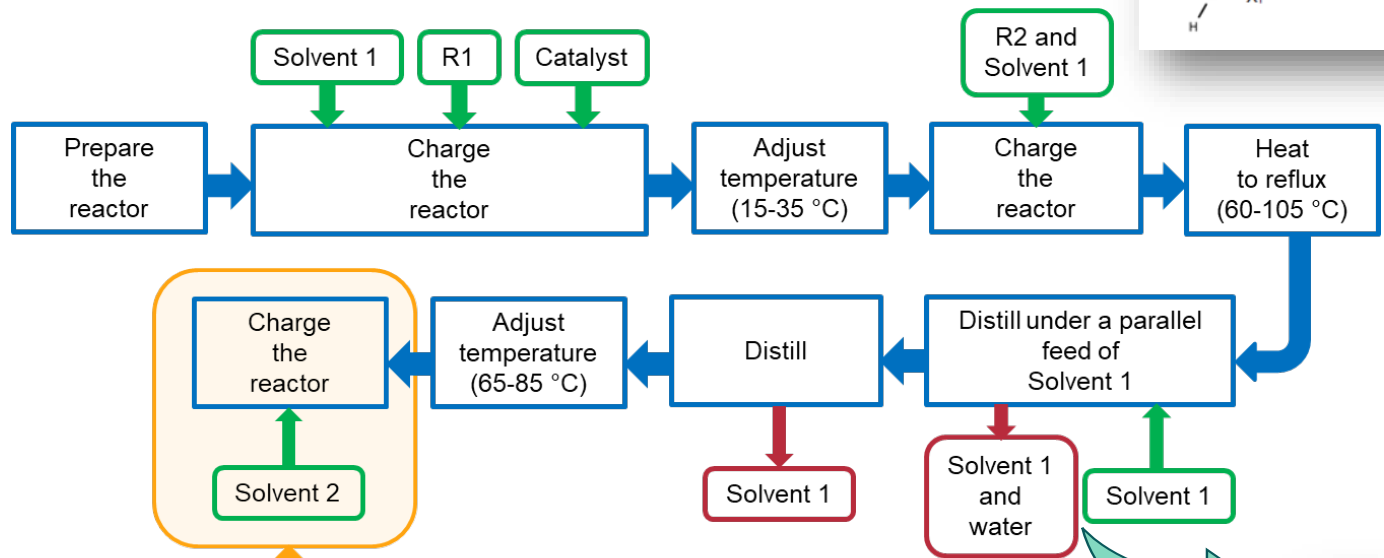 R2 and
Solvent 1
H
Solvent 1
R1
Catalyst
Prepare
the
reactor
Charge
the
reactor
Adjust
temperature
(15-35 °C)
Charge
the
reactor
Heat
to reflux
(60-105 °C)
Charge
the
reactor
Adjust
temperature
(65-85 °C)
Distill
Distill under a parallel
feed of
Solvent 1
Solvent 2
Solvent 1
Solvent 1
and
water
Solvent 1